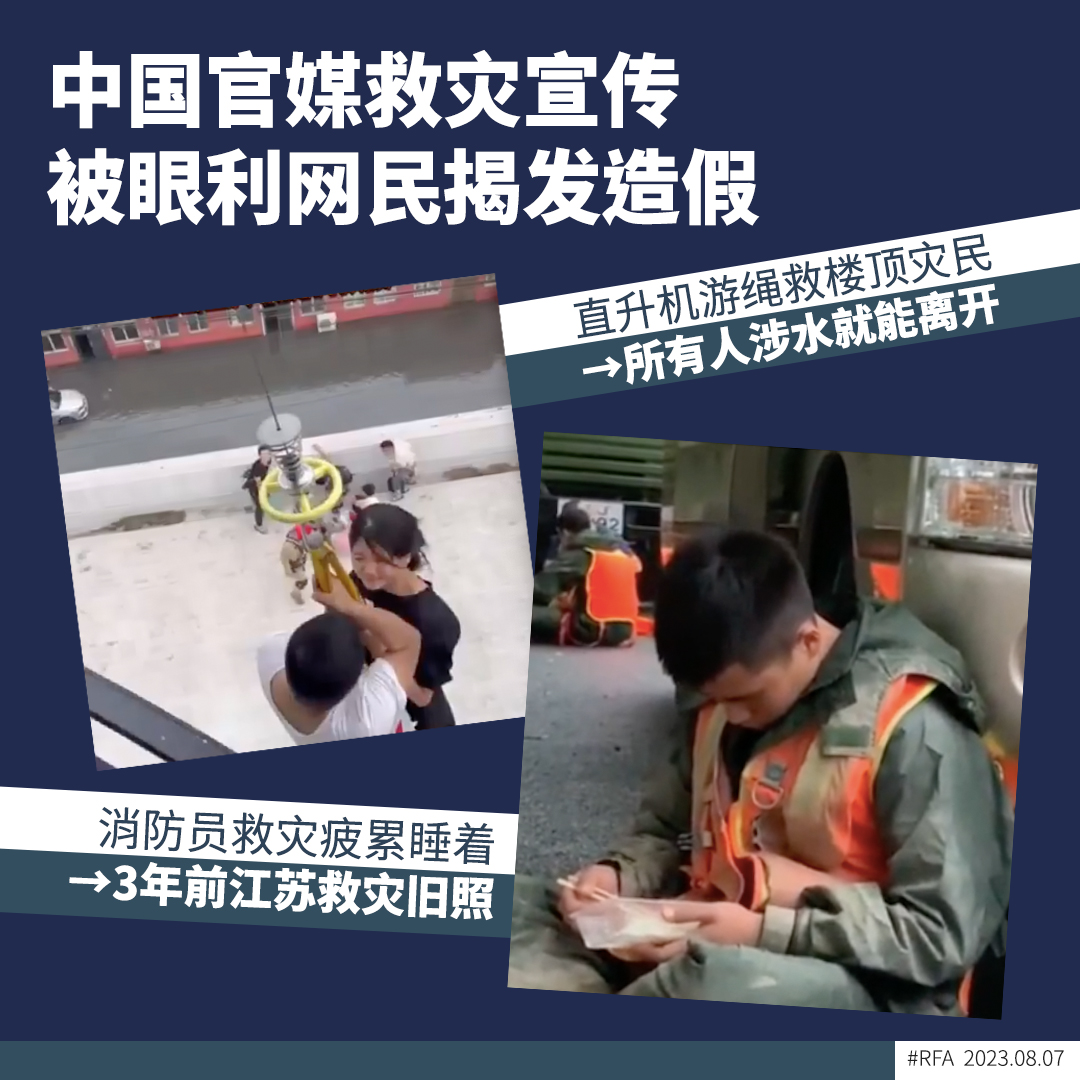 中国官媒救灾宣传
被眼利网民揭发造假
直升机游绳救楼顶灾民
→所有人涉水就能离开
消防员救灾疲累睡着
→3年前江苏救灾旧照
#RFA 2023.08.07